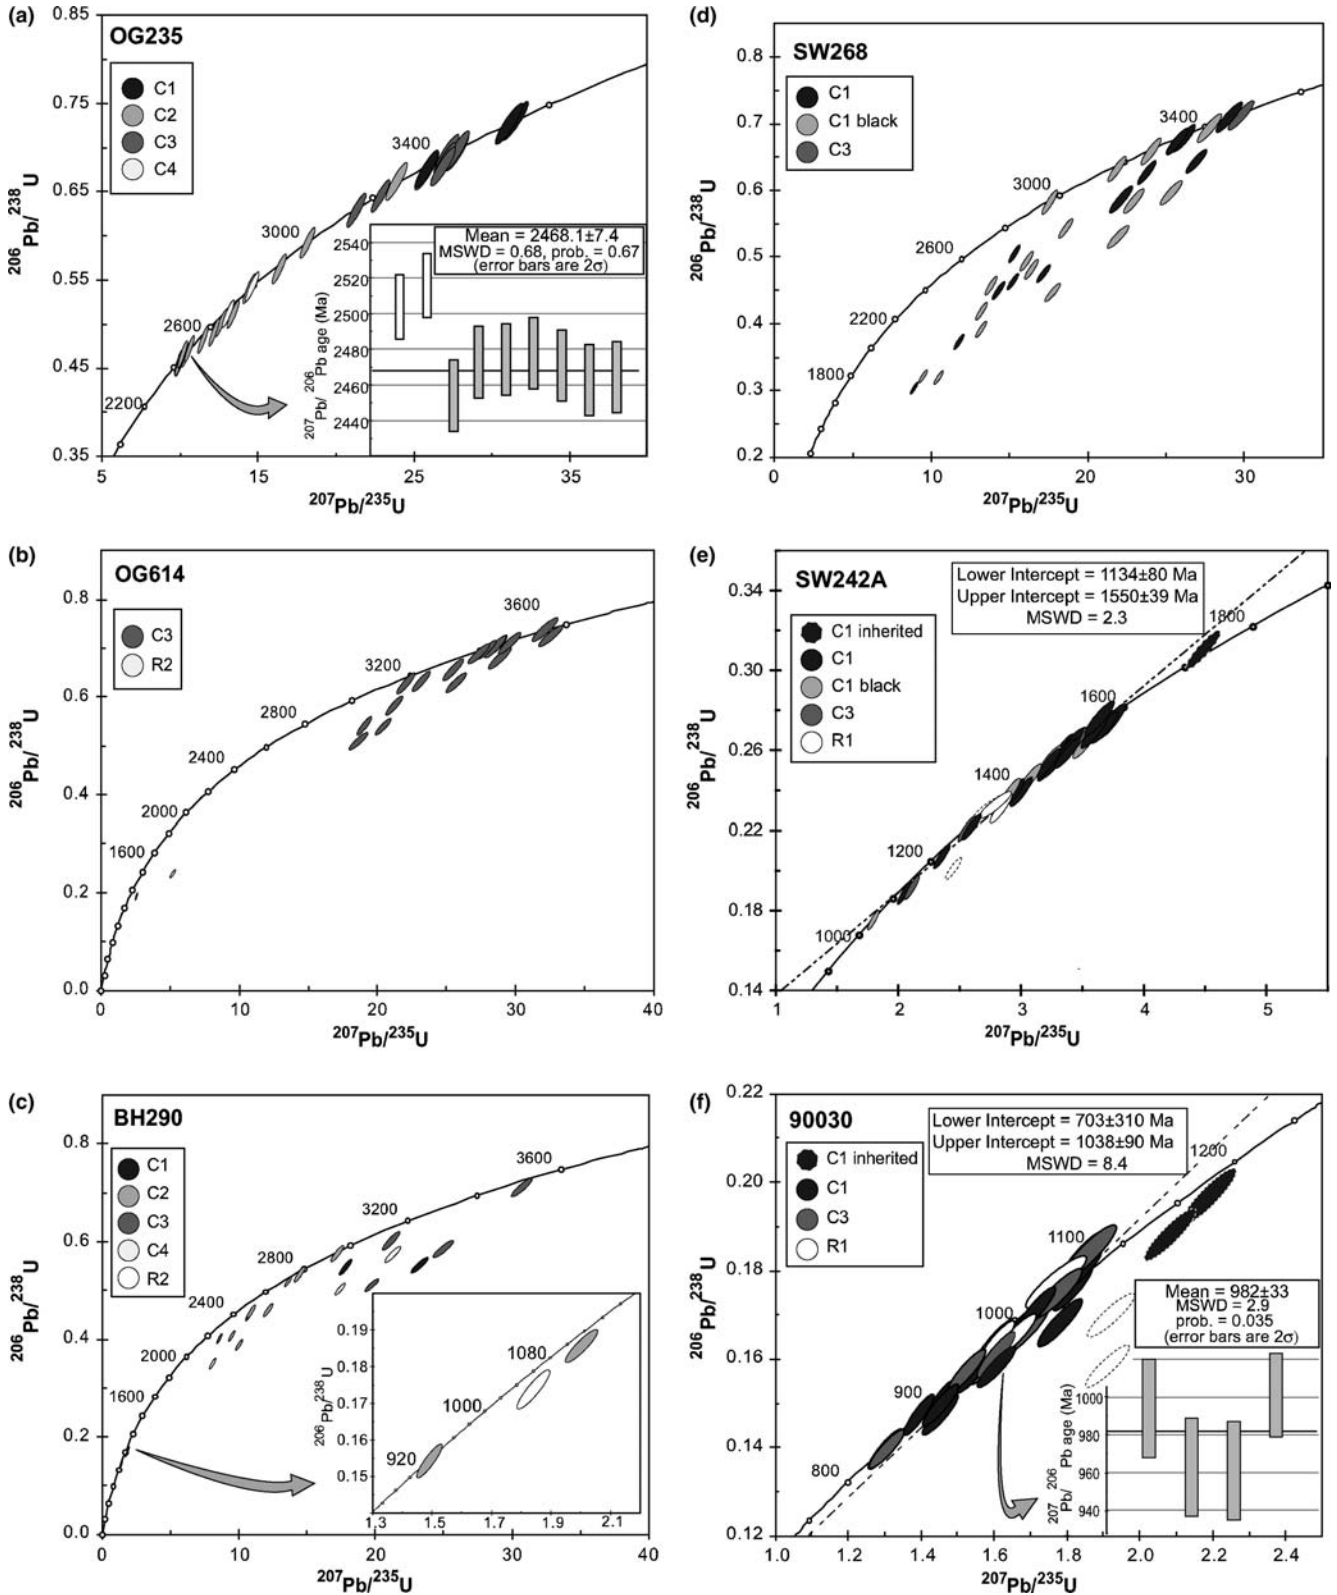 (a)
OG235
C1
C2
C3
C4
0.85
0.75
0.65
0.55
0.45
0.35
206Pb/238U
2200
2600
3000
3400
Mean = 2468.1±7.4
MSWD = 0.68, prob. = 0.67
(error bars are 2σ)
207Pb/206Pb age (Ma)
2540
2520
2500
2480
2460
2440
5
15
25
35
207Pb/235U
(d)
SW268
C1
C1 black
C3
0.8
0.7
0.6
0.5
0.4
0.3
0.2
206Pb/238U
1800
2200
2600
3000
3400
0
10
20
30
207Pb/235U
(b)
OG614
C3
R2
0.8
0.6
0.4
0.2
0.0
206Pb/238U
1600
2000
2400
2800
3200
3600
0
10
20
30
40
207Pb/235U
(e)
SW242A
C1 inherited
C1
C1 black
C3
R1
Lower Intercept = 1134±80 Ma
Upper Intercept = 1550±39 Ma
MSWD = 2.3
0.34
0.30
0.26
0.22
0.18
0.14
206Pb/238U
1000
1200
1400
1600
1800
1
2
3
4
5
207Pb/235U
(c)
BH290
C1
C2
C3
C4
R2
0.8
0.6
0.4
0.2
0.0
206Pb/238U
1600
2000
2400
2800
3200
3600
206Pb/238U
0.19
0.18
0.17
0.16
0.15
920
1000
1080
1.3
1.5
1.7
1.9
2.1
0
10
20
30
40
207Pb/235U
(f)
90030
C1 inherited
C1
C3
R1
Lower Intercept = 703±310 Ma
Upper Intercept = 1038±90 Ma
MSWD = 8.4
0.22
0.20
0.18
0.16
0.14
0.12
206Pb/238U
800
900
1000
1100
1200
Mean = 982±33
MSWD = 2.9
prob. = 0.035
(error bars are 2σ)
207Pb/206Pb age (Ma)
1000
980
960
940
1.0
1.2
1.4
1.6
1.8
2.0
2.2
2.4
207Pb/235U